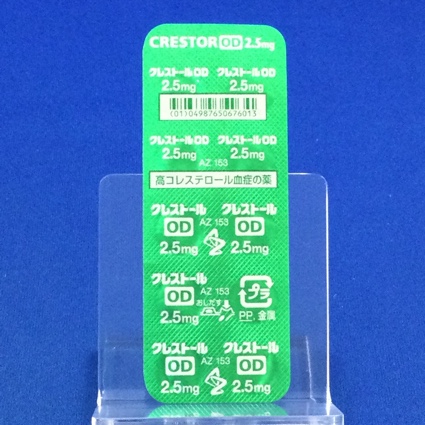 CRESTOR OD 2.5mg
クレストールOD クレストールOD
2.5mg 2.5mg
(01)04987650676013
クレストールOD クレストールOD
2.5mg 2.5mg
AZ 153
高コレステロール血症の薬
クレストール クレストール
OD AZ 153 OD
2.5mg 2.5mg
クレストール
OD AZ 153 プラ
おしだす
2.5mg PP, 金属
クレストール クレストール
OD AZ 153 OD
2.5mg 2.5mg